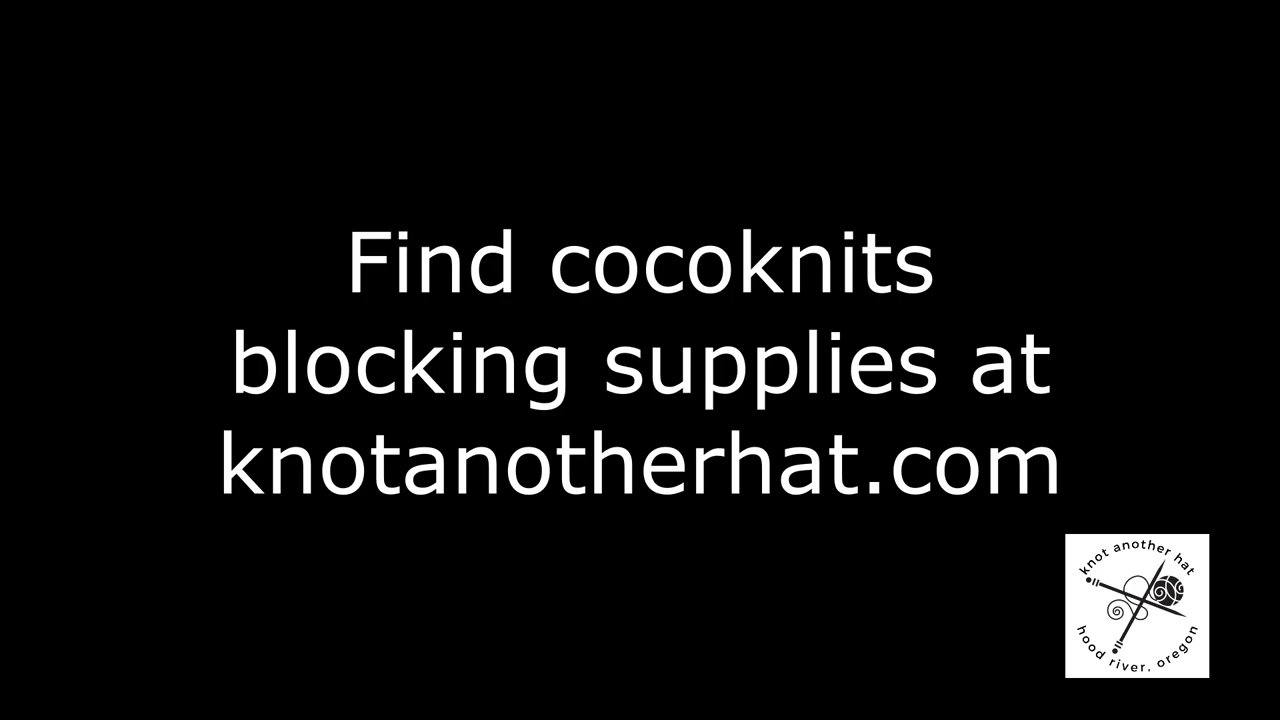 Find cocoknits
blocking supplies at
knotanotherhat.com
knot another hat
hood river, oregon